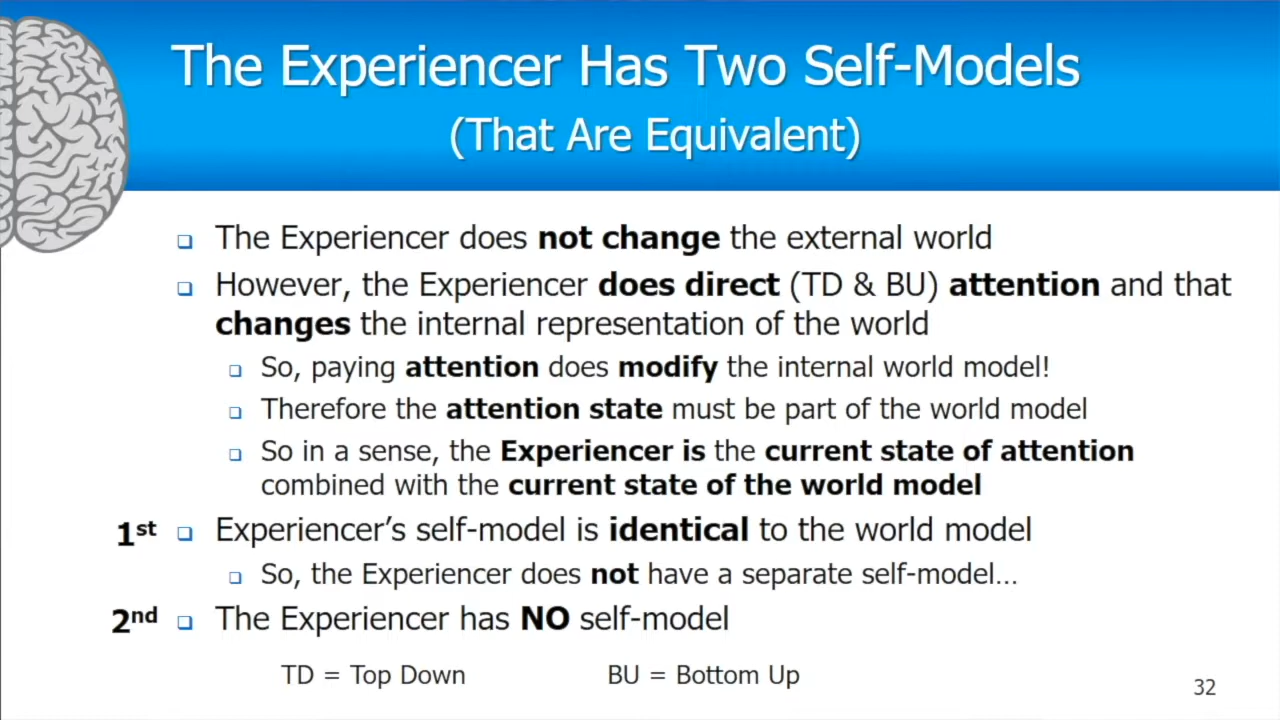 The Experiencer Has Two Self-Models
(That Are Equivalent)
❑ The Experiencer does not change the external world
❑ However, the Experiencer does direct (TD & BU) attention and that
changes the internal representation of the world
❑ So, paying attention does modify the internal world model!
❑ Therefore the attention state must be part of the world model
❑ So in a sense, the Experiencer is the current state of attention
combined with the current state of the world model
1st ❑ Experiencer’s self-model is identical to the world model
❑ So, the Experiencer does not have a separate self-model…
2nd ❑ The Experiencer has NO self-model
TD = Top Down BU = Bottom Up
32